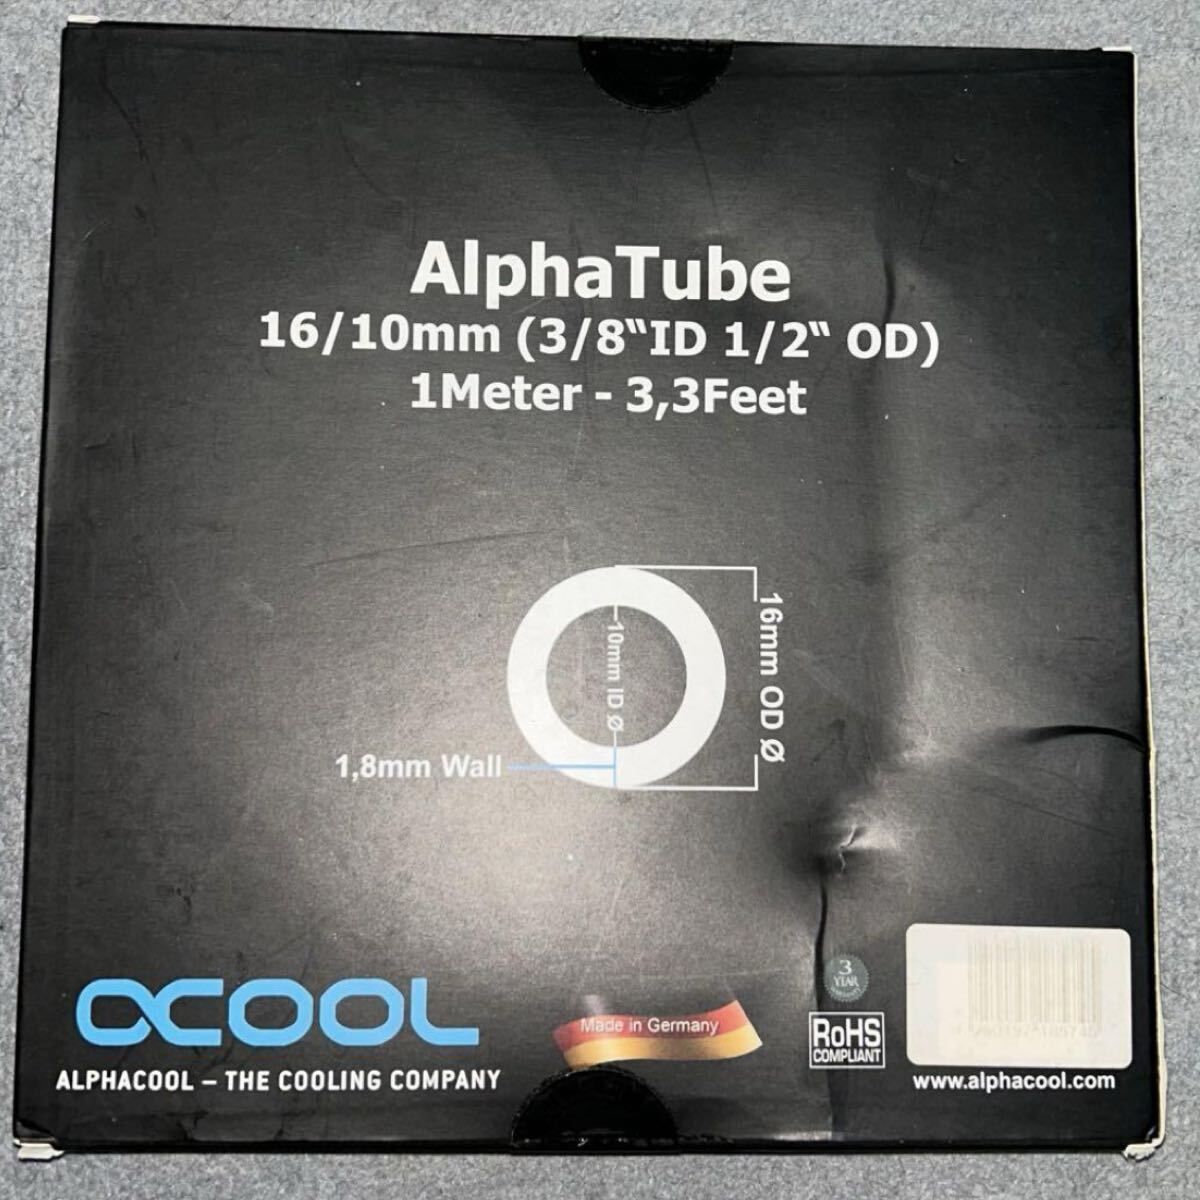 AlphaTube
16/10mm (3/8"ID 1/2" OD)
1Meter - 3,3Feet
10mm ID Ø
16mm OD Ø
1,8mm Wall
αCOOL
ALPHACOOL – THE COOLING COMPANY
Made in Germany
3
YEAR
RoHS
COMPLIANT
www.alphacool.com